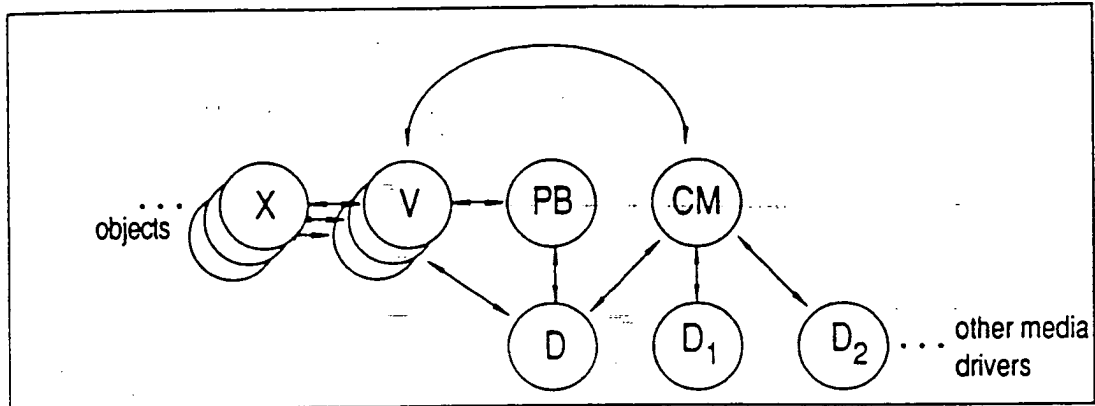 X
V
PB
CM
. . .
objects
D
D1
D2
. . . other media
drivers